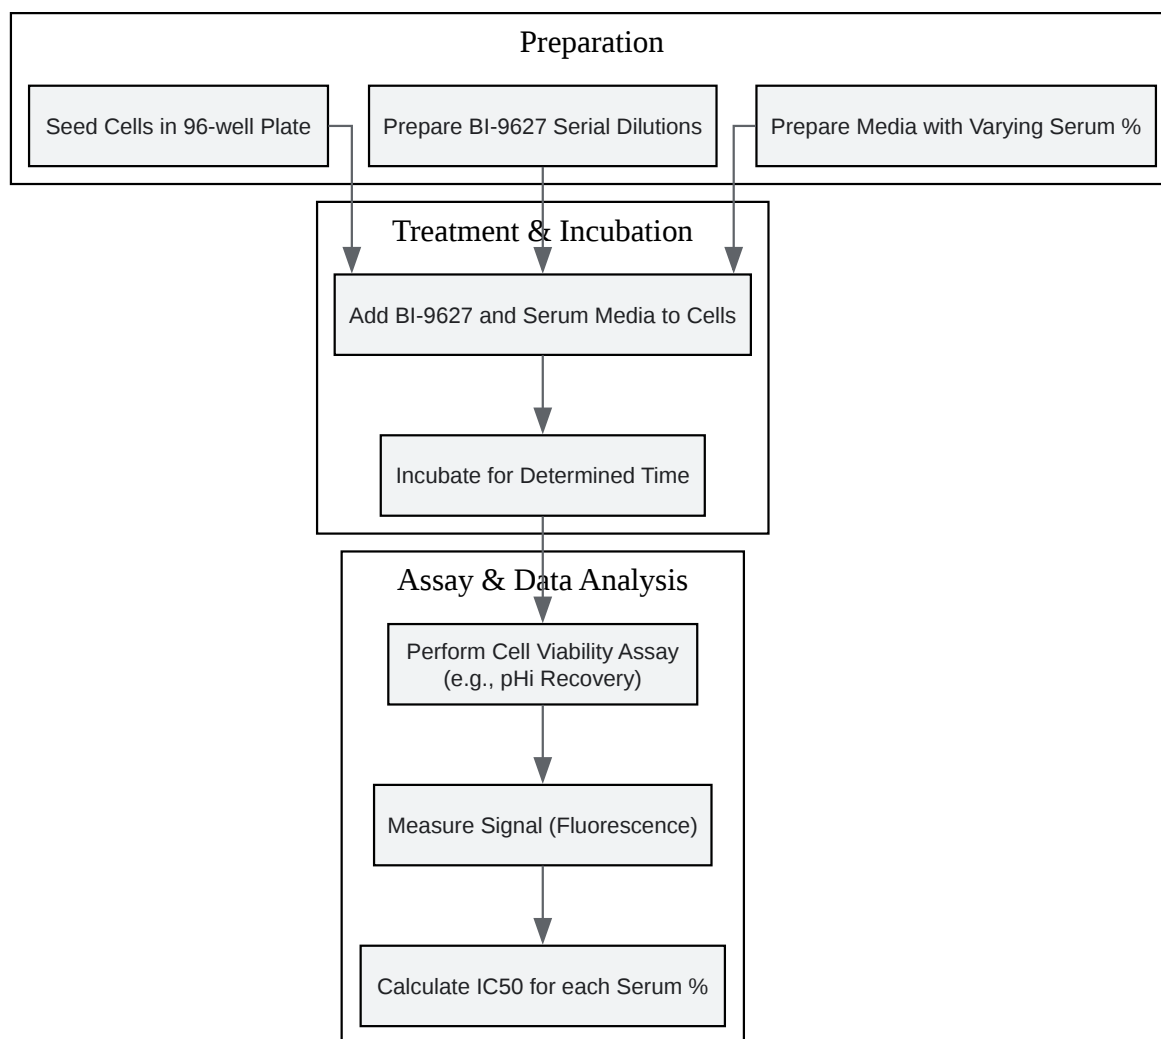 Preparation
Seed Cells in 96-well Plate
Prepare BI-9627 Serial Dilutions
Prepare Media with Varying Serum %
Treatment & Incubation
Add BI-9627 and Serum Media to Cells
Incubate for Determined Time
Assay & Data Analysis
Perform Cell Viability Assay
(e.g., pHi Recovery)
Measure Signal (Fluorescence)
Calculate IC50 for each Serum %